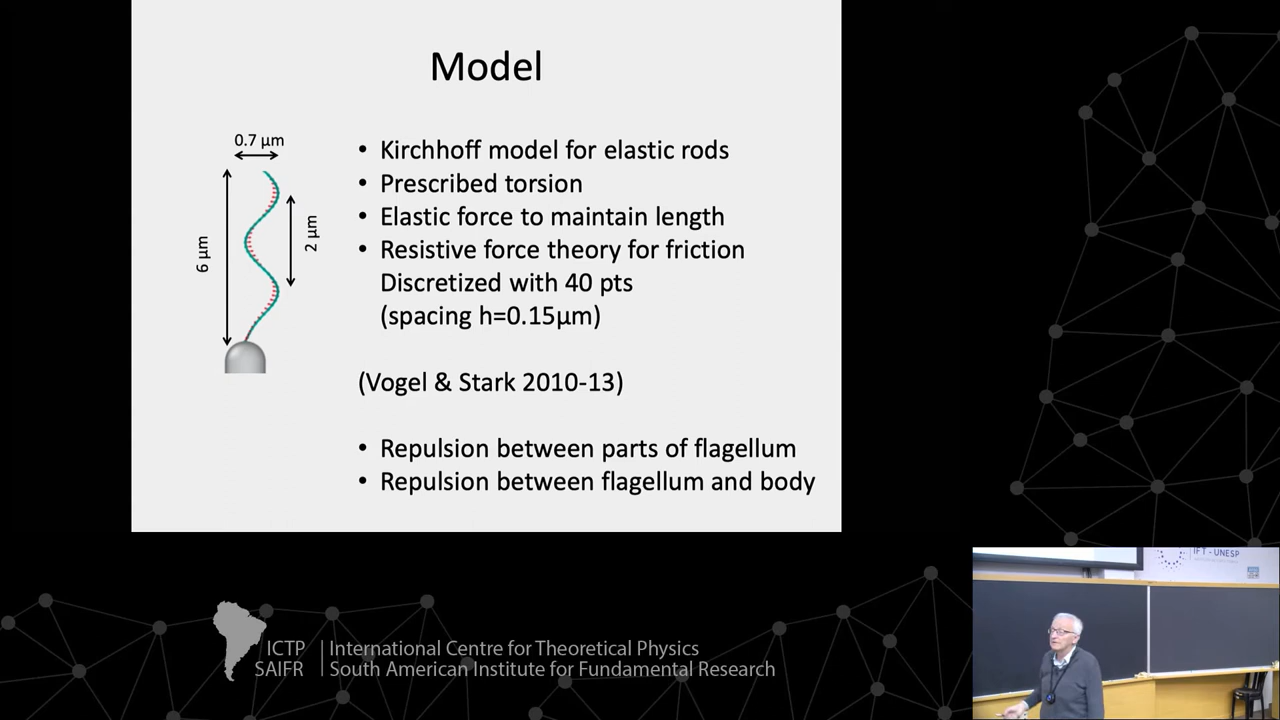 Model
0.7 μm
6 μm
2 μm
• Kirchhoff model for elastic rods
• Prescribed torsion
• Elastic force to maintain length
• Resistive force theory for friction
Discretized with 40 pts
(spacing h=0.15μm)
(Vogel & Stark 2010-13)
• Repulsion between parts of flagellum
• Repulsion between flagellum and body
IFT - UNESP
ICTP
SAIFR
International Centre for Theoretical Physics
South American Institute for Fundamental Research